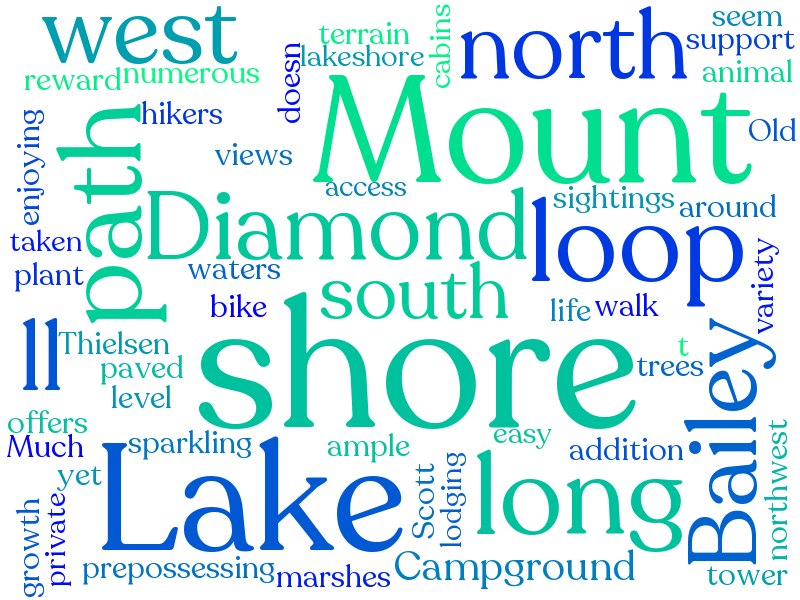 west
north
seem
support
animal
terrain
lakeshore
cabins
reward
numerous
doesn
hikers
Mount
Old
enjoying
path
views
access
Diamond
sightings
around
loop
taken
plant
waters
bike
south
life
walk
variety
ll
Thielsen
paved
level
shore
t
trees
Bailey
offers
Much
sparkling
ample
easy
addition
northwest
yet
Lake
Scott
lodging
long
growth
private
prepossessing
marshes
Campground
tower